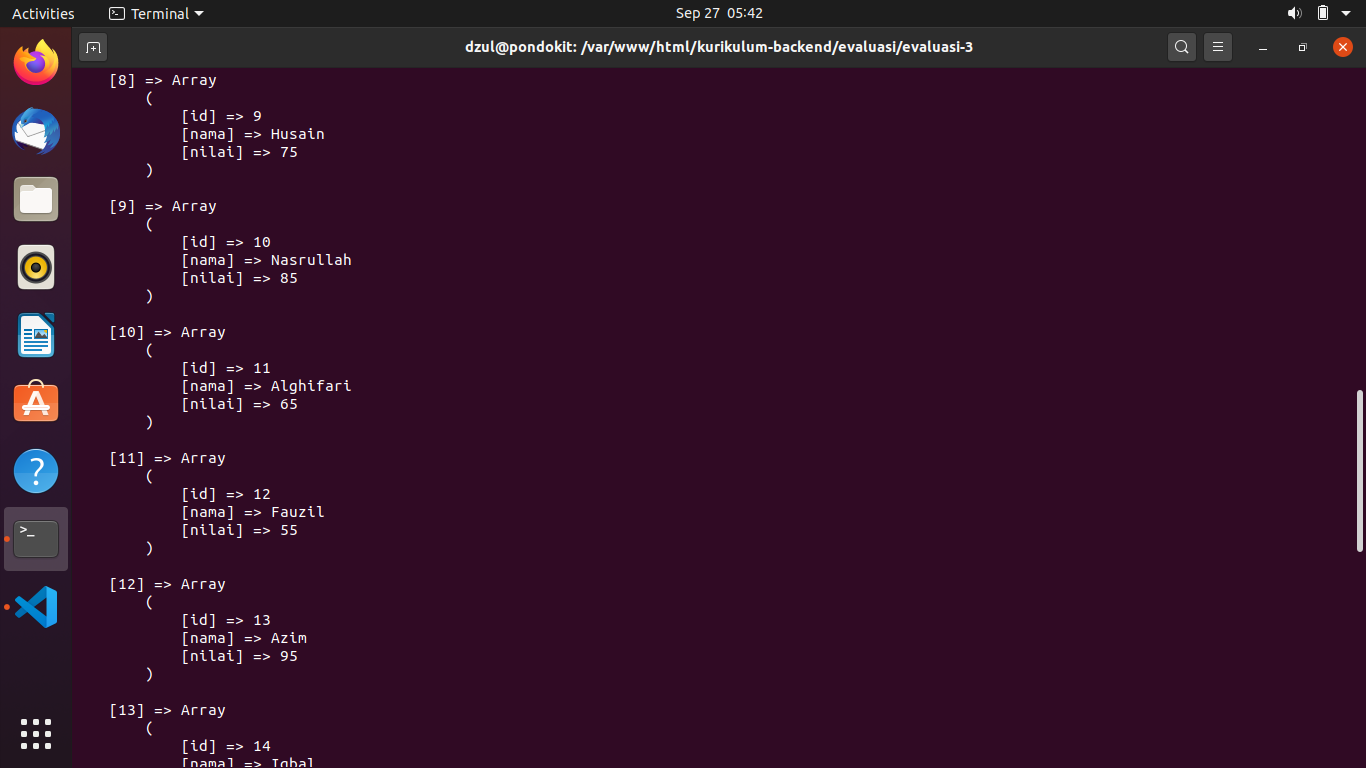 Activities
Terminal
Sep 27 05:42
dzul@pondokit: /var/www/html/kurikulum-backend/evaluasi/evaluasi-3
[8] => Array
(
[id] => 9
[nama] => Husain
[nilai] => 75
)
[9] => Array
(
[id] => 10
[nama] => Nasrullah
[nilai] => 85
)
[10] => Array
(
[id] => 11
[nama] => Alghifari
[nilai] => 65
)
[11] => Array
(
[id] => 12
[nama] => Fauzil
[nilai] => 55
)
[12] => Array
(
[id] => 13
[nama] => Azim
[nilai] => 95
)
[13] => Array
(
[id] => 14
[nama] => Iqbal